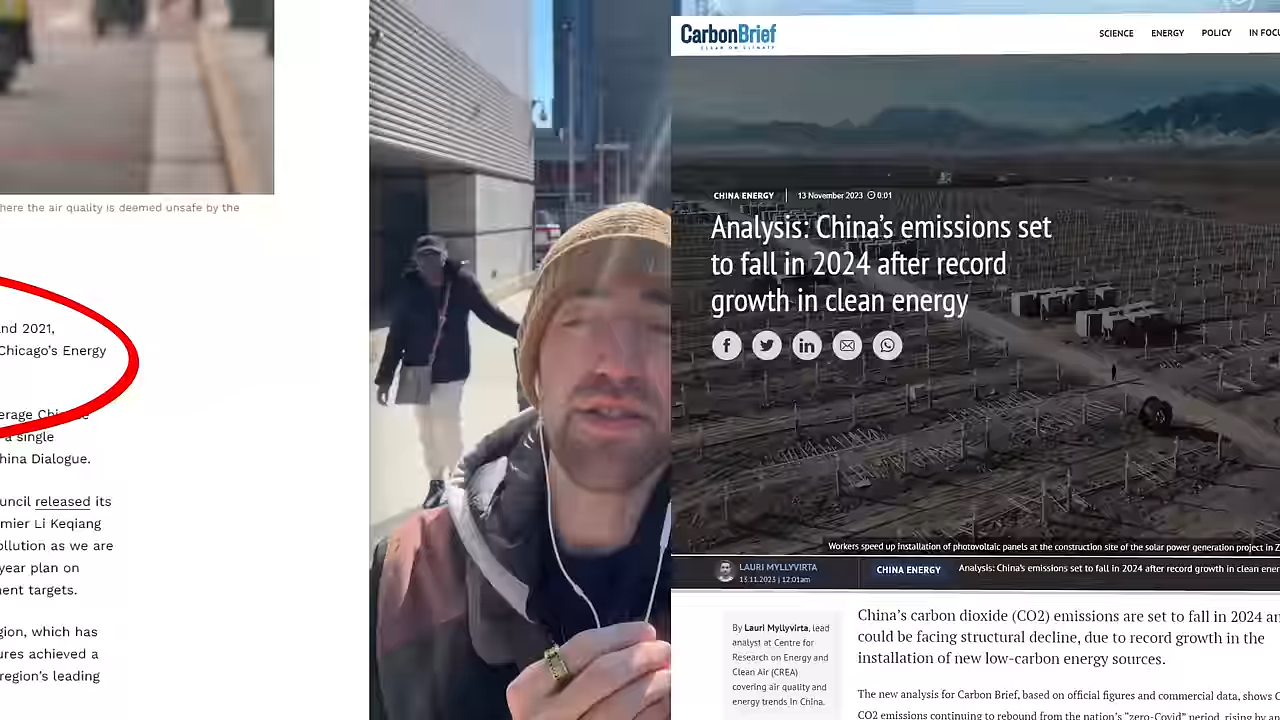 here the air quality is deemed unsafe by the
nd 2021,
Chicago's Energy
erage
a single
hina Dialogue.
uncil released its
mier Li Keqiang
ollution as we are
year plan on
ent targets.
gion, which has
ures achieved a
region's leading
CarbonBrief
CLEAR ON CLIMATE
SCIENCE ENERGY POLICY IN FOCU
CHINA ENERGY | 13 November 2023 0:01
Analysis: China's emissions set
to fall in 2024 after record
growth in clean energy
Workers speed up installation of photovoltaic panels at the construction site of the solar power generation project in Z
LAURI MYLLYVIRTA
13.11.2023 | 12:01am
CHINA ENERGY
Analysis: China's emissions set to fall in 2024 after record growth in clean ener
By Lauri Myllyvirta, lead
analyst at Centre for
Research on Energy and
Clean Air (CREA)
covering air quality and
energy trends in China.
China's carbon dioxide (CO2) emissions are set to fall in 2024 an
could be facing structural decline, due to record growth in the
installation of new low-carbon energy sources.
The new analysis for Carbon Brief, based on official figures and commercial data, shows C
CO2 emissions continuing to rebound from the nation's "zero-Covid" period, rising by a